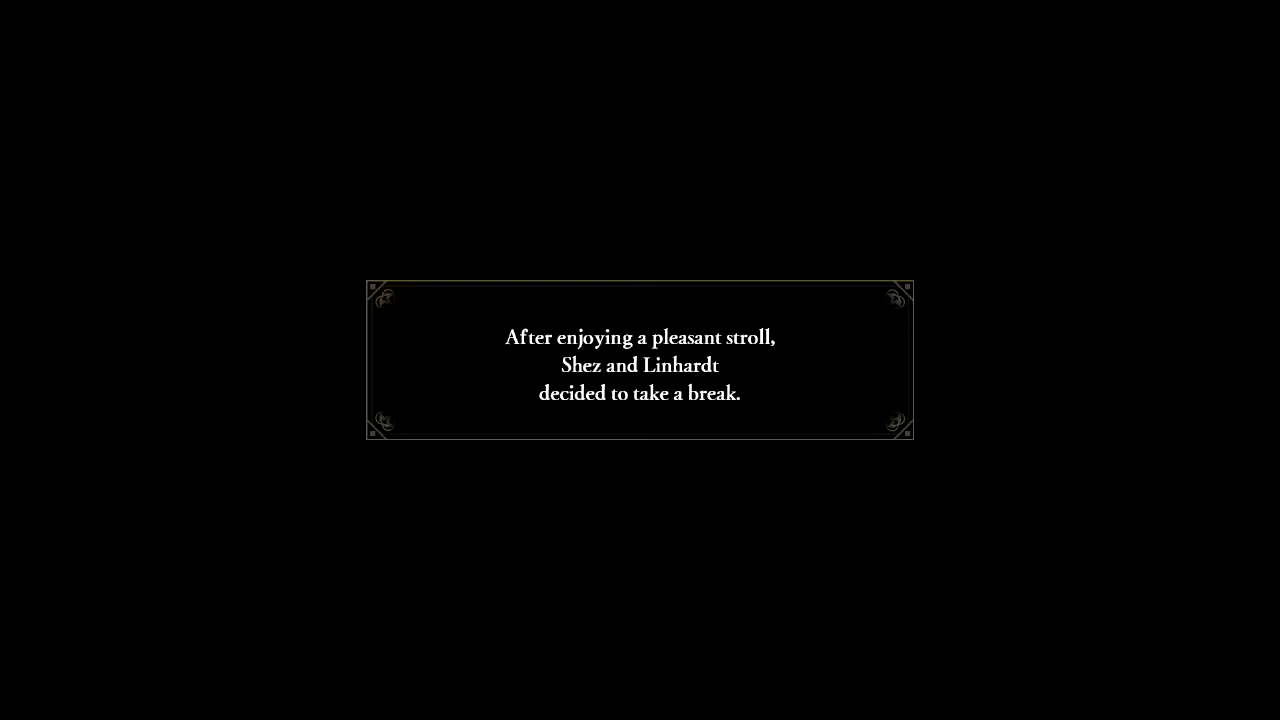 After enjoying a pleasant stroll,
Shez and Linhardt
decided to take a break.